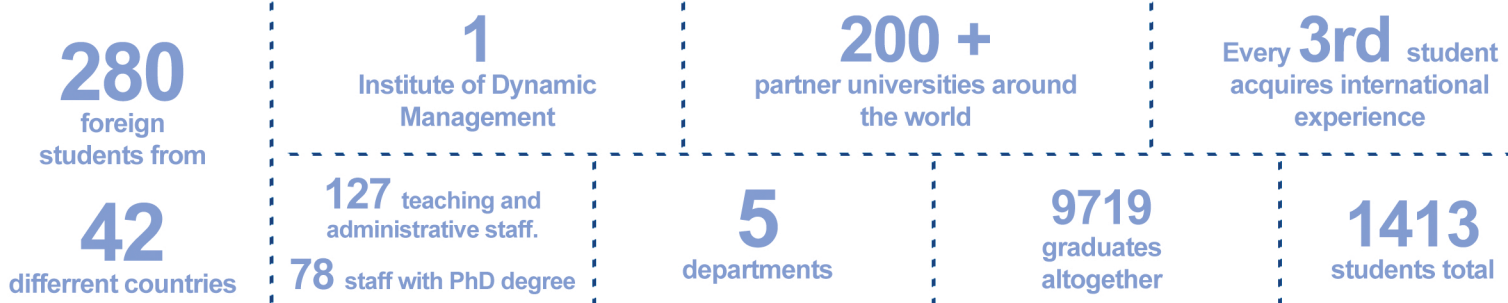 280
foreign
students from
42
differrent countries
1
Institute of Dynamic
Management
200 +
partner universities around
the world
Every 3rd student
acquires international
experience
127 teaching and
administrative staff.
78 staff with PhD degree
5
departments
9719
graduates
altogether
1413
students total